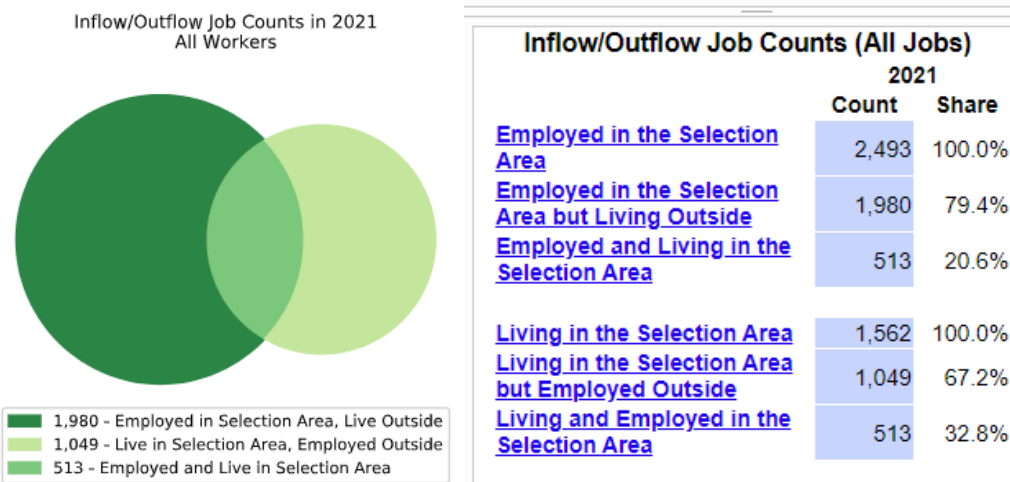 Inflow/Outflow Job Counts in 2021
All Workers
1,980 - Employed in Selection Area, Live Outside
1,049 - Live in Selection Area, Employed Outside
513 - Employed and Live in Selection Area
Inflow/Outflow Job Counts (All Jobs)
2021
Count Share
Employed in the Selection
Area 2,493 100.0%
Employed in the Selection
Area but Living Outside 1,980 79.4%
Employed and Living in the
Selection Area 513 20.6%
Living in the Selection Area 1,562 100.0%
Living in the Selection Area
but Employed Outside 1,049 67.2%
Living and Employed in the
Selection Area 513 32.8%